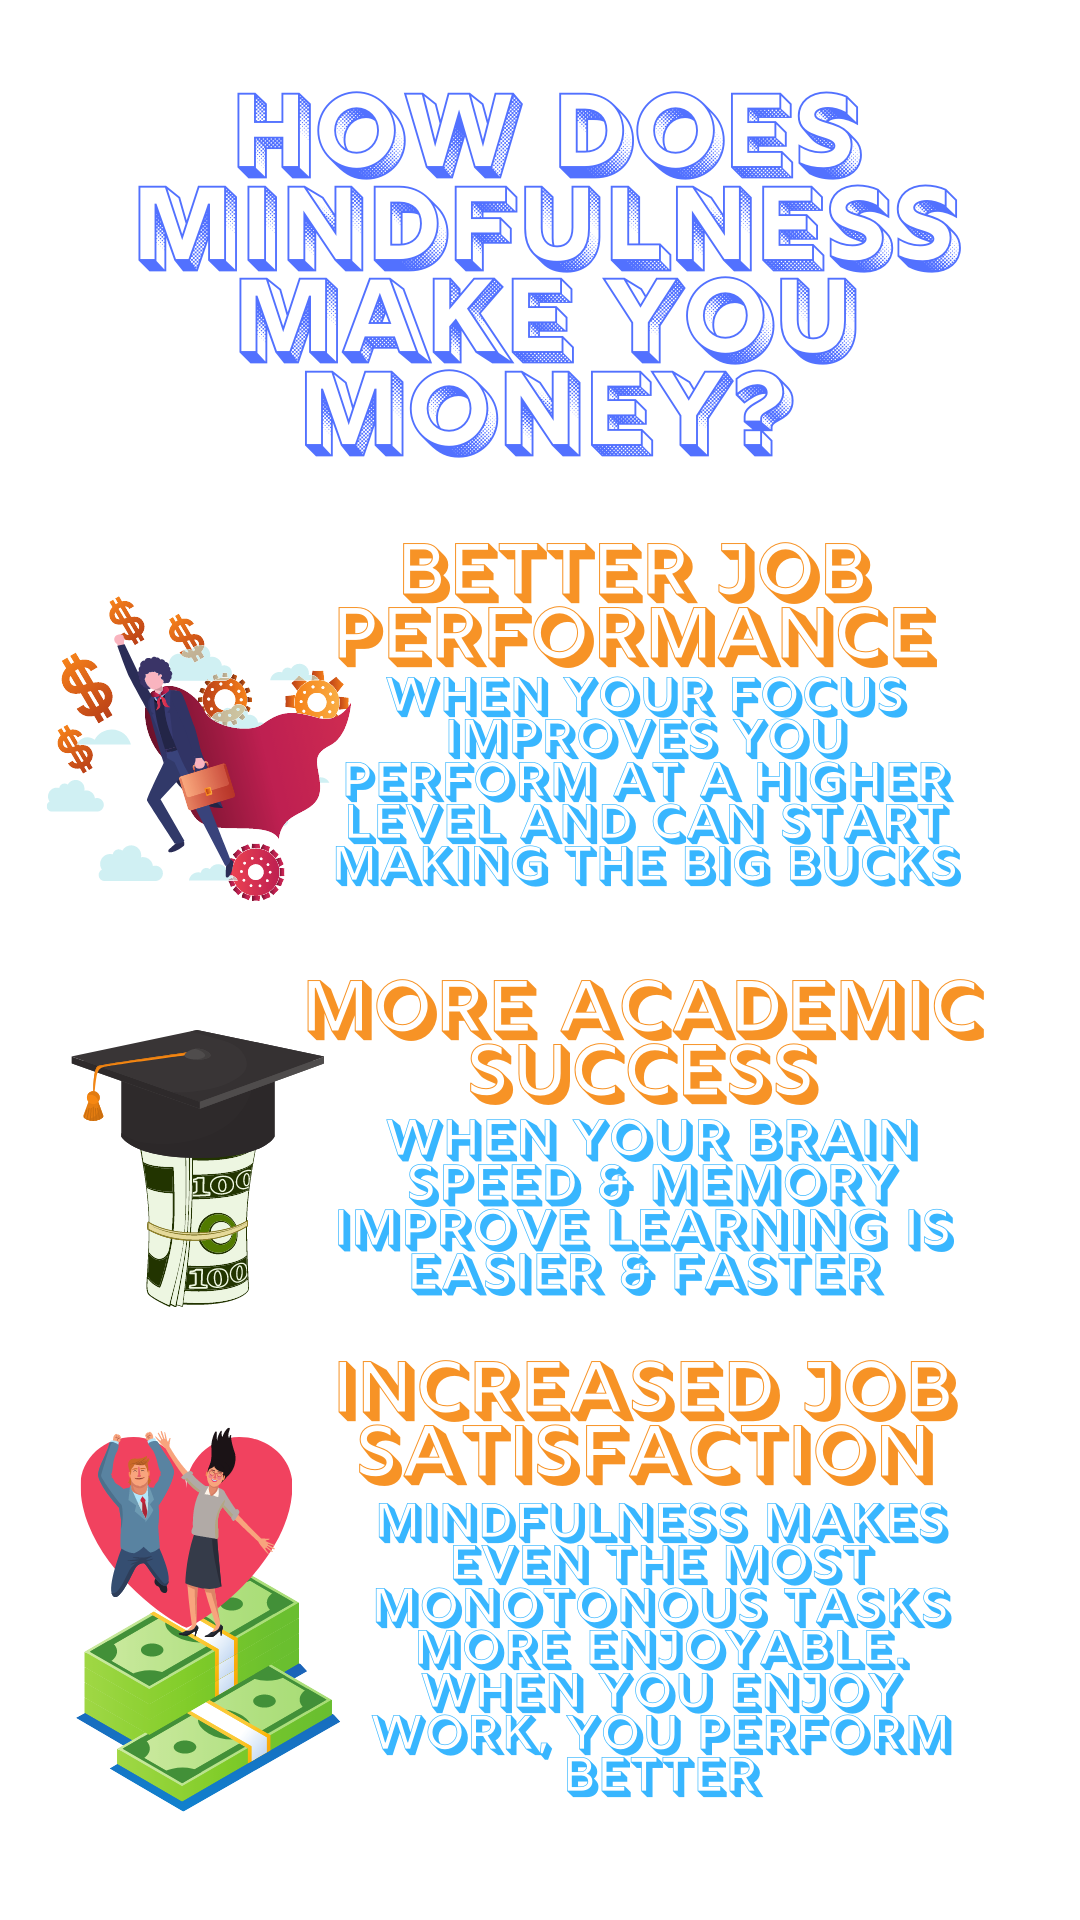 HOW DOES
MINDFULNESS
MAKE YOU
MONEY?
BETTER JOB
PERFORMANCE
WHEN YOUR FOCUS
IMPROVES YOU
PERFORM AT A HIGHER
LEVEL AND CAN START
MAKING THE BIG BUCKS
MORE ACADEMIC
SUCCESS
WHEN YOUR BRAIN
SPEED & MEMORY
IMPROVE LEARNING IS
EASIER & FASTER
100
100
INCREASED JOB
SATISFACTION
MINDFULNESS MAKES
EVEN THE MOST
MONOTONOUS TASKS
MORE ENJOYABLE.
WHEN YOU ENJOY
WORK, YOU PERFORM
BETTER